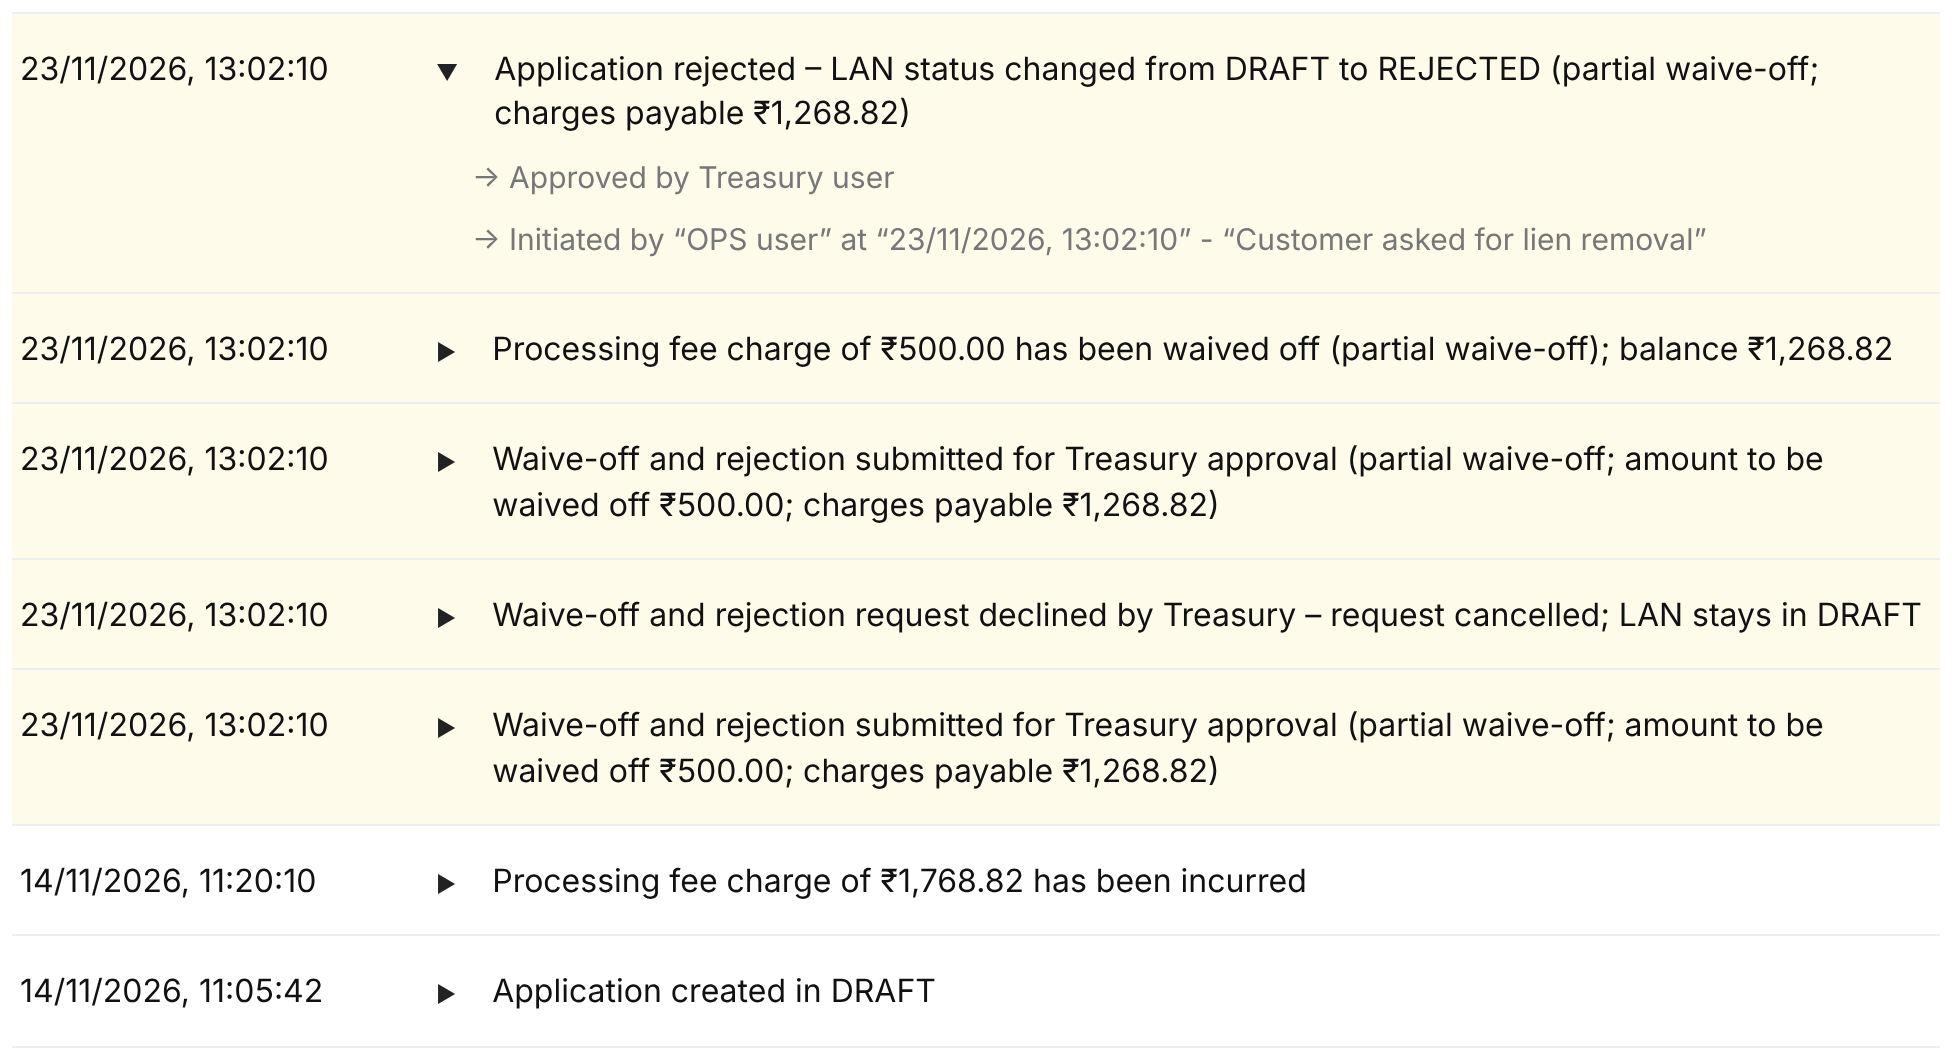 23/11/2026, 13:02:10 ▼ Application rejected – LAN status changed from DRAFT to REJECTED (partial waive-off;
charges payable ₹1,268.82)
→ Approved by Treasury user
→ Initiated by “OPS user” at “23/11/2026, 13:02:10” - “Customer asked for lien removal”
23/11/2026, 13:02:10 ▶ Processing fee charge of ₹500.00 has been waived off (partial waive-off); balance ₹1,268.82
23/11/2026, 13:02:10 ▶ Waive-off and rejection submitted for Treasury approval (partial waive-off; amount to be
waived off ₹500.00; charges payable ₹1,268.82)
23/11/2026, 13:02:10 ▶ Waive-off and rejection request declined by Treasury – request cancelled; LAN stays in DRAFT
23/11/2026, 13:02:10 ▶ Waive-off and rejection submitted for Treasury approval (partial waive-off; amount to be
waived off ₹500.00; charges payable ₹1,268.82)
14/11/2026, 11:20:10 ▶ Processing fee charge of ₹1,768.82 has been incurred
14/11/2026, 11:05:42 ▶ Application created in DRAFT